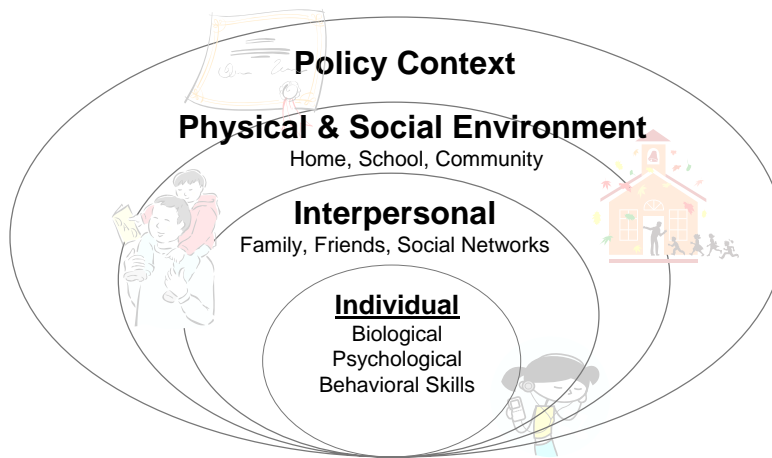 Policy Context
Physical & Social Environment
Home, School, Community
Interpersonal
Family, Friends, Social Networks
Individual
Biological
Psychological
Behavioral Skills